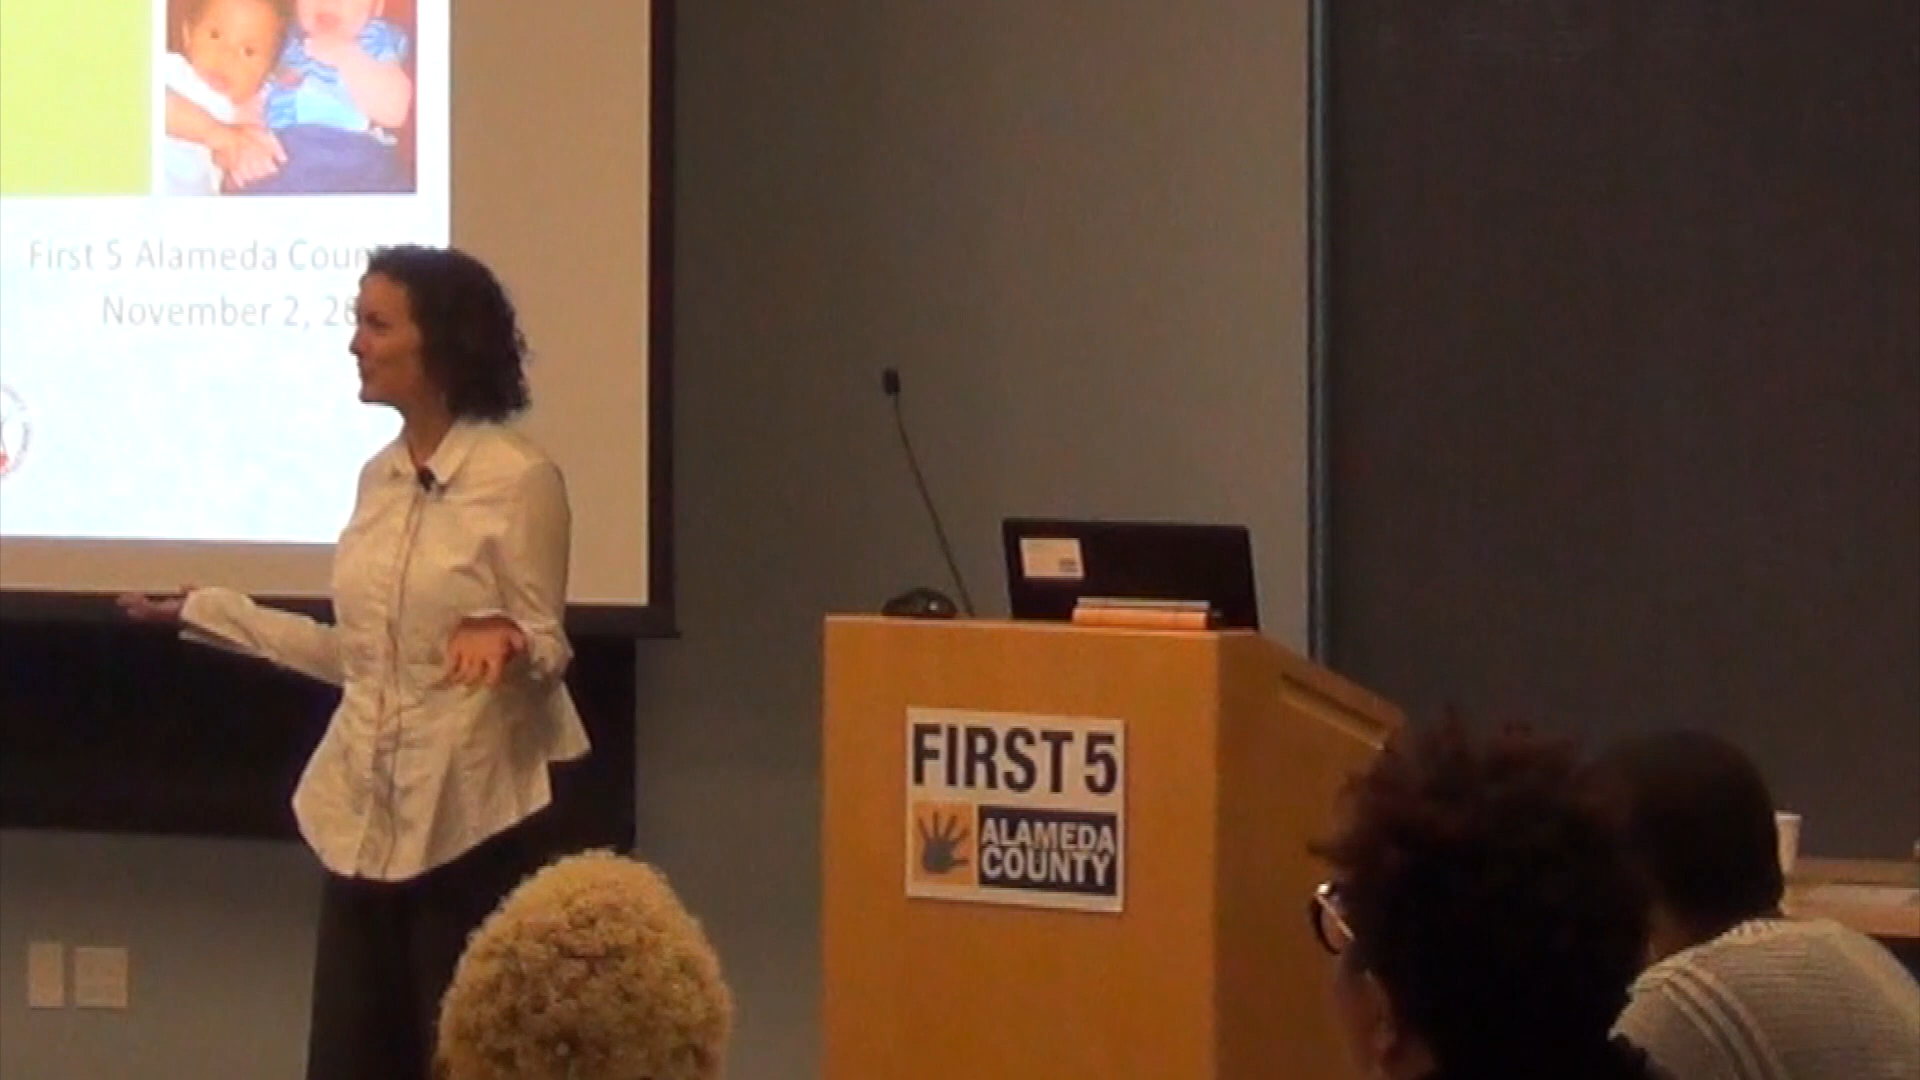 First 5 Alameda Coun
November 2, 20
FIRST 5
ALAMEDA
COUNTY